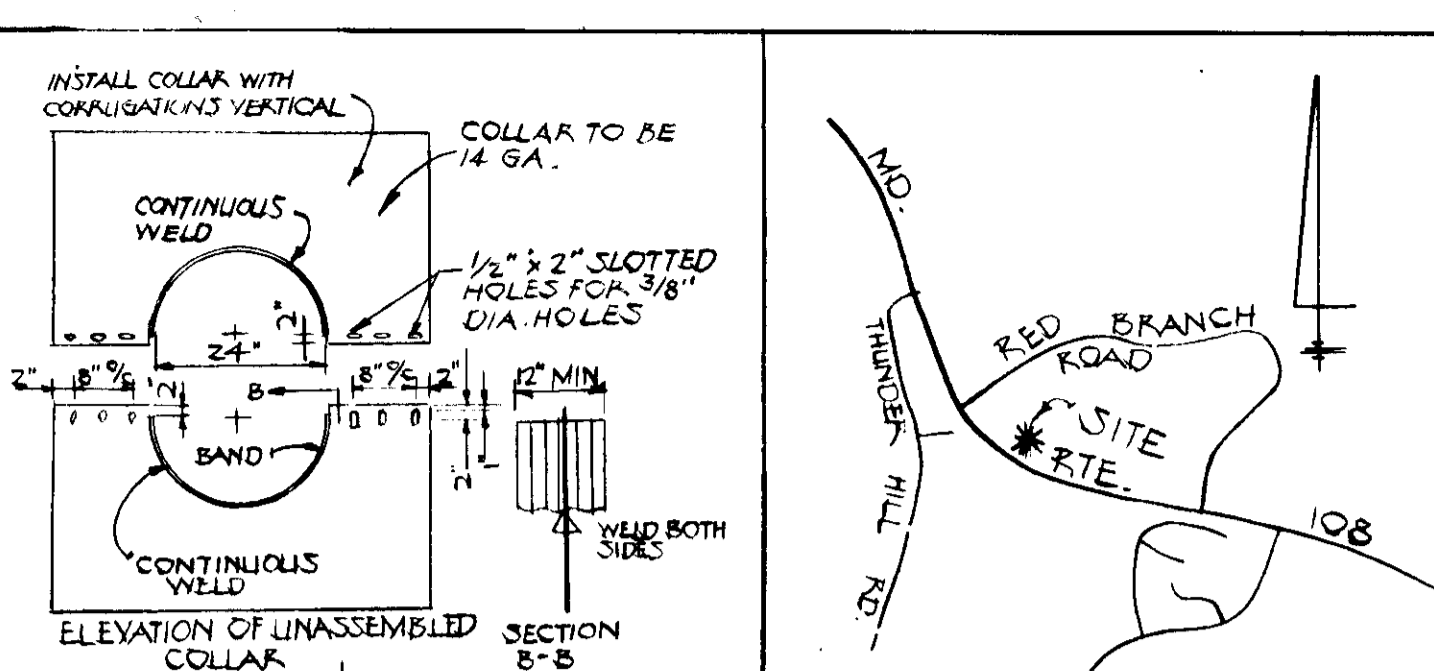 INSTALL COLLAR WITH
CORRUGATIONS VERTICAL
COLLAR TO BE
14 GA.
CONTINUOUS
WELD
1/2" x 2" SLOTTED
HOLES FOR 3/8"
DIA. HOLES
2"
24"
2"
8" O/C
2"
B
8" O/C
2"
12" MIN
BAND
2"
1"
WELD BOTH
SIDES
CONTINUOUS
WELD
ELEVATION OF UNASSEMBLED
COLLAR
SECTION
B-B
MD.
RED BRANCH
ROAD
THUNDER HILL RD.
SITE
RTE.
108